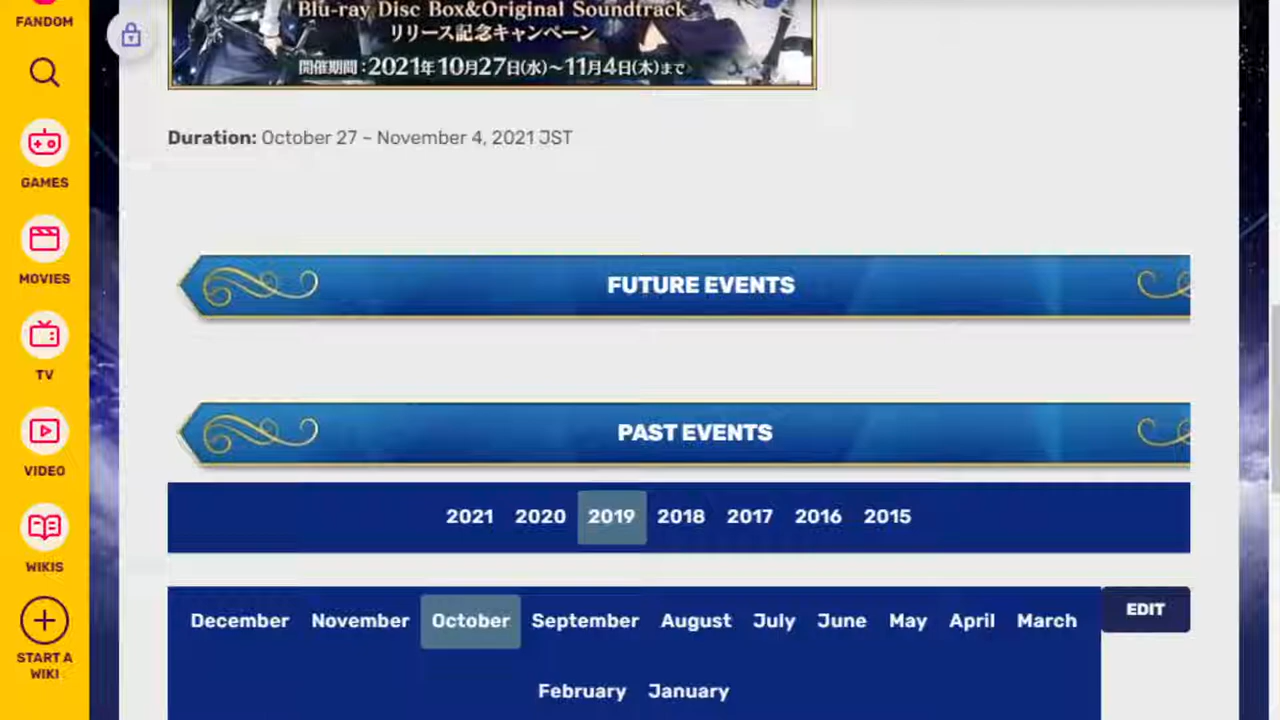 FANDOM
GAMES
MOVIES
TV
VIDEO
WIKIS
START A
WIKI
Blu-ray Disc Box&Original Soundtrack
リリース記念キャンペーン
開催期間：2021年10月27日(水)～11月4日(木)まで
Duration: October 27 ~ November 4, 2021 JST
FUTURE EVENTS
PAST EVENTS
2021 2020 2019 2018 2017 2016 2015
December November October September August July June May April March
EDIT
February January